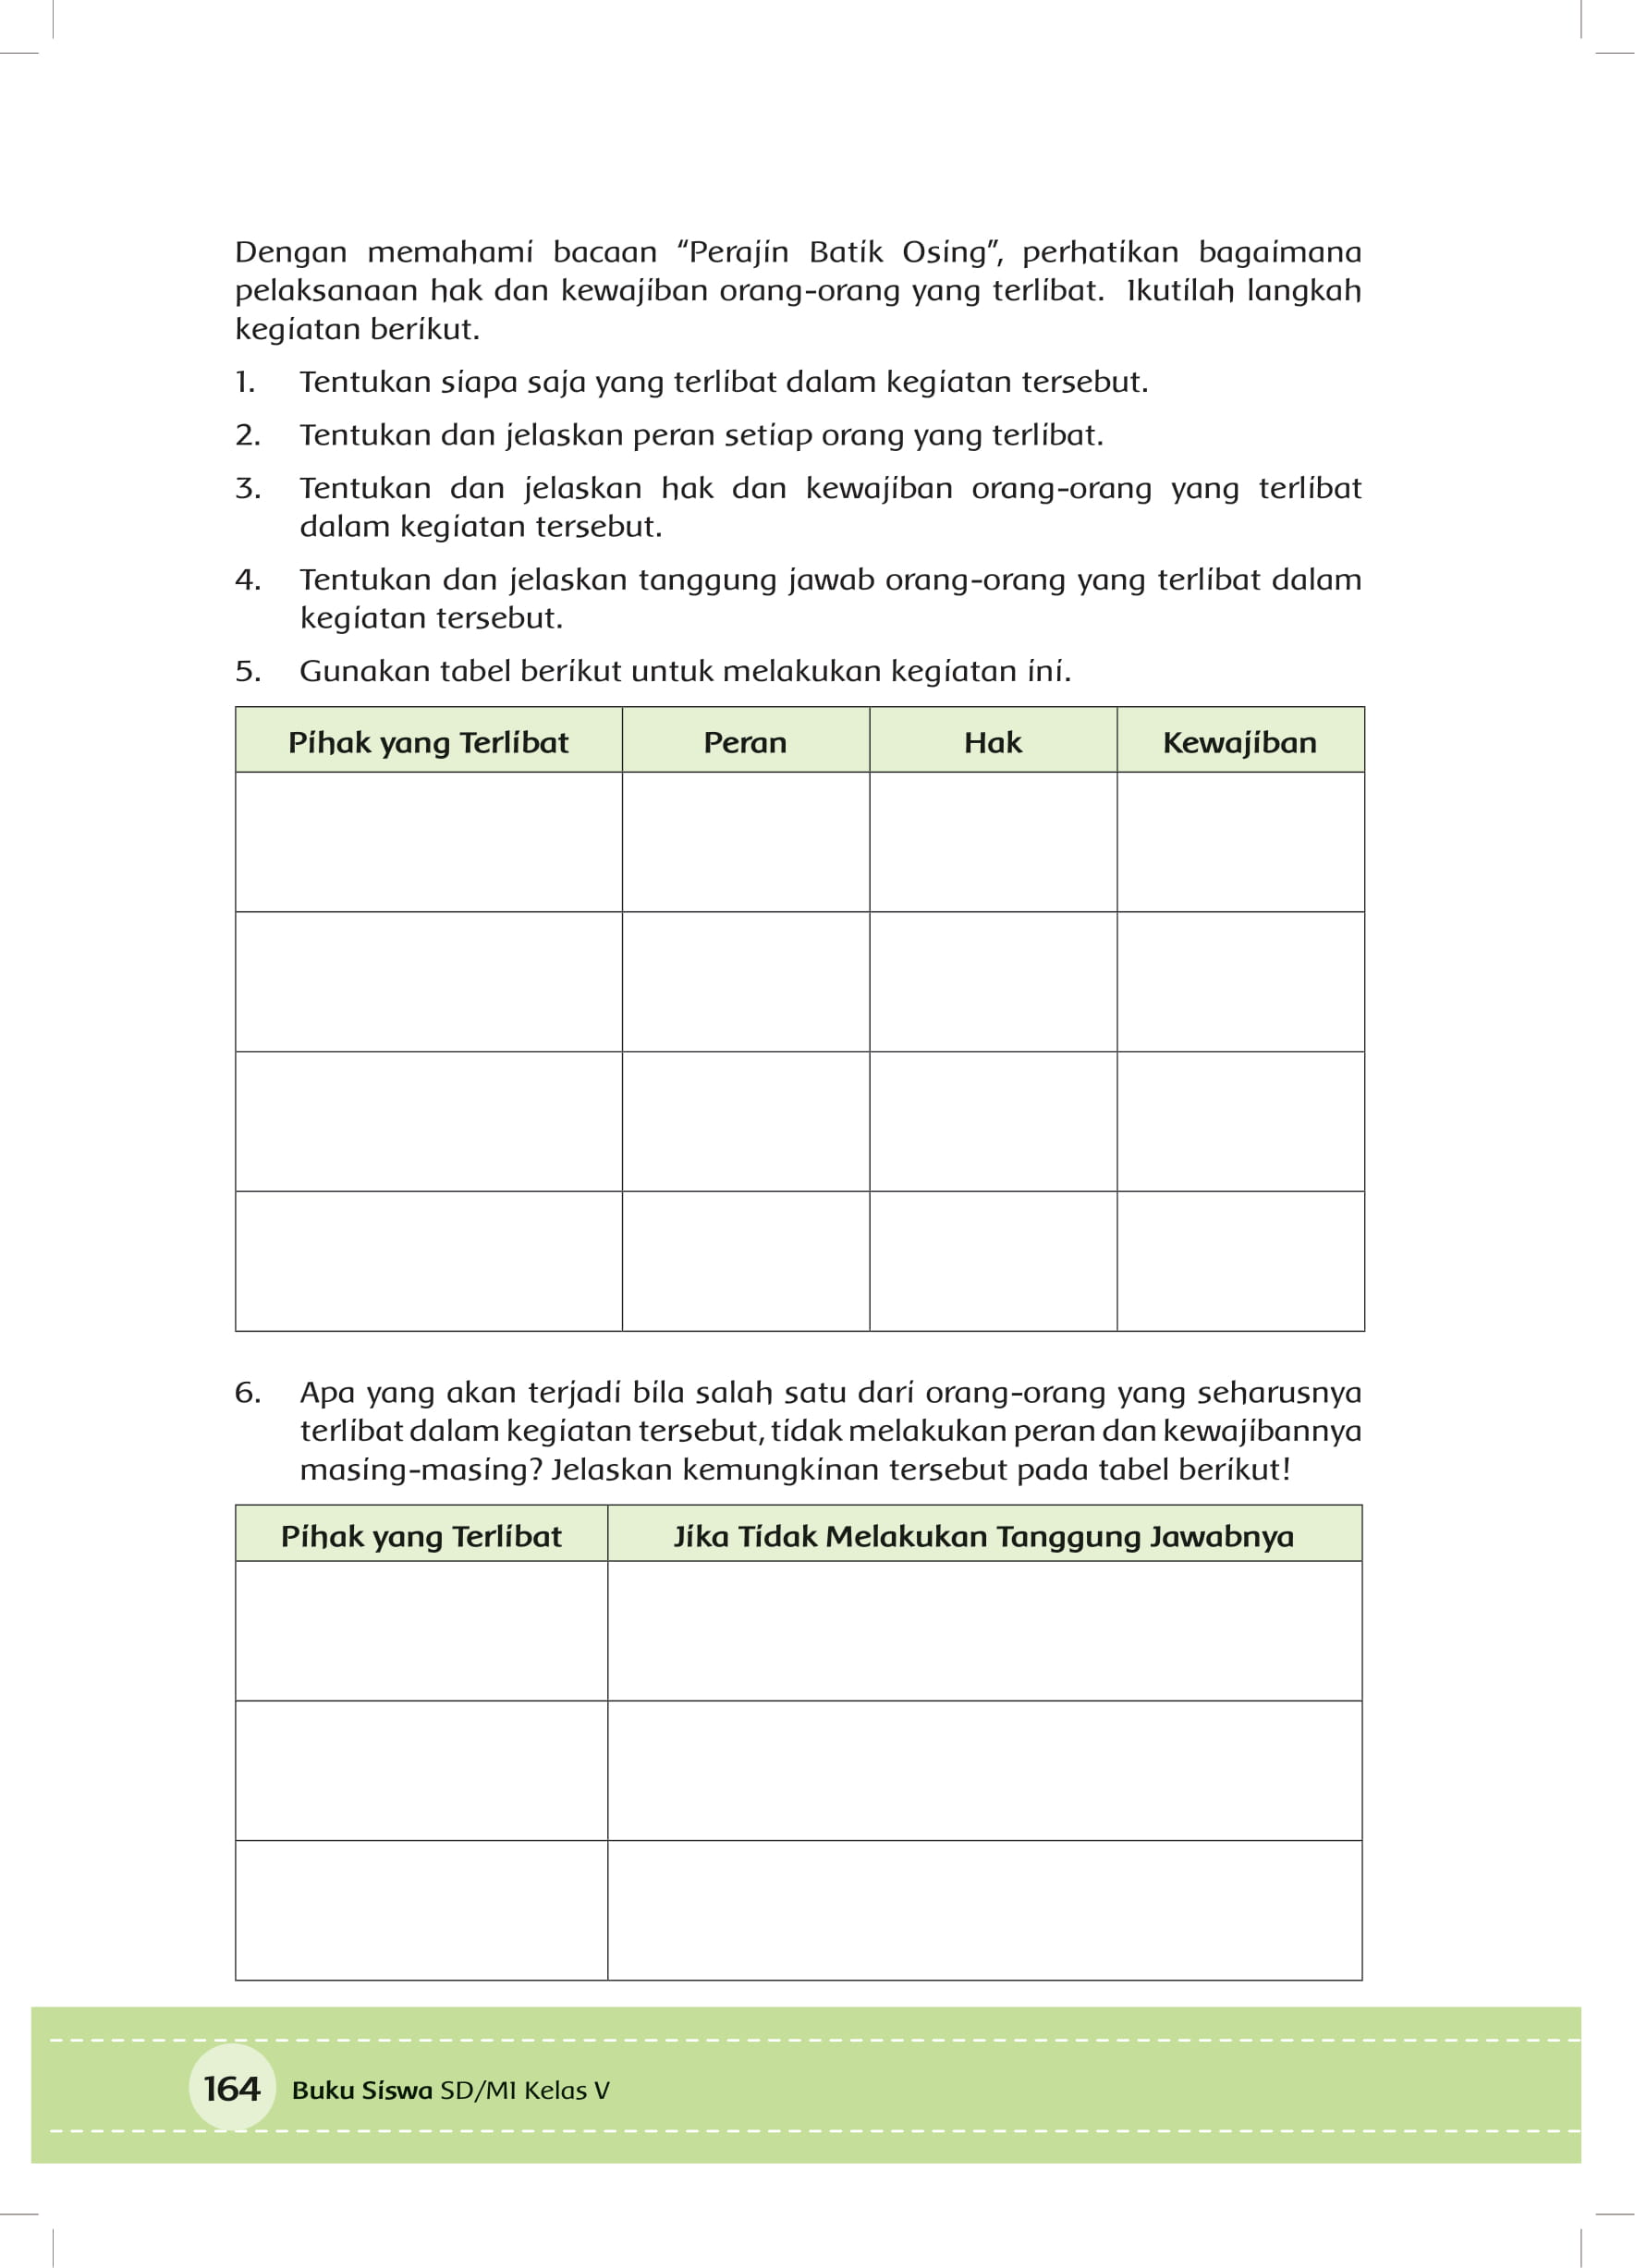 Dengan memahami bacaan “Perajin Batik Osing”, perhatikan bagaimana
pelaksanaan hak dan kewajiban orang-orang yang terlibat. Ikutilah langkah
kegiatan berikut.
1. Tentukan siapa saja yang terlibat dalam kegiatan tersebut.
2. Tentukan dan jelaskan peran setiap orang yang terlibat.
3. Tentukan dan jelaskan hak dan kewajiban orang-orang yang terlibat
dalam kegiatan tersebut.
4. Tentukan dan jelaskan tanggung jawab orang-orang yang terlibat dalam
kegiatan tersebut.
5. Gunakan tabel berikut untuk melakukan kegiatan ini.
Pihak yang Terlibat Peran Hak Kewajiban
6. Apa yang akan terjadi bila salah satu dari orang-orang yang seharusnya
terlibat dalam kegiatan tersebut, tidak melakukan peran dan kewajibannya
masing-masing? Jelaskan kemungkinan tersebut pada tabel berikut!
Pihak yang Terlibat Jika Tidak Melakukan Tanggung Jawabnya
164 Buku Siswa SD/MI Kelas V